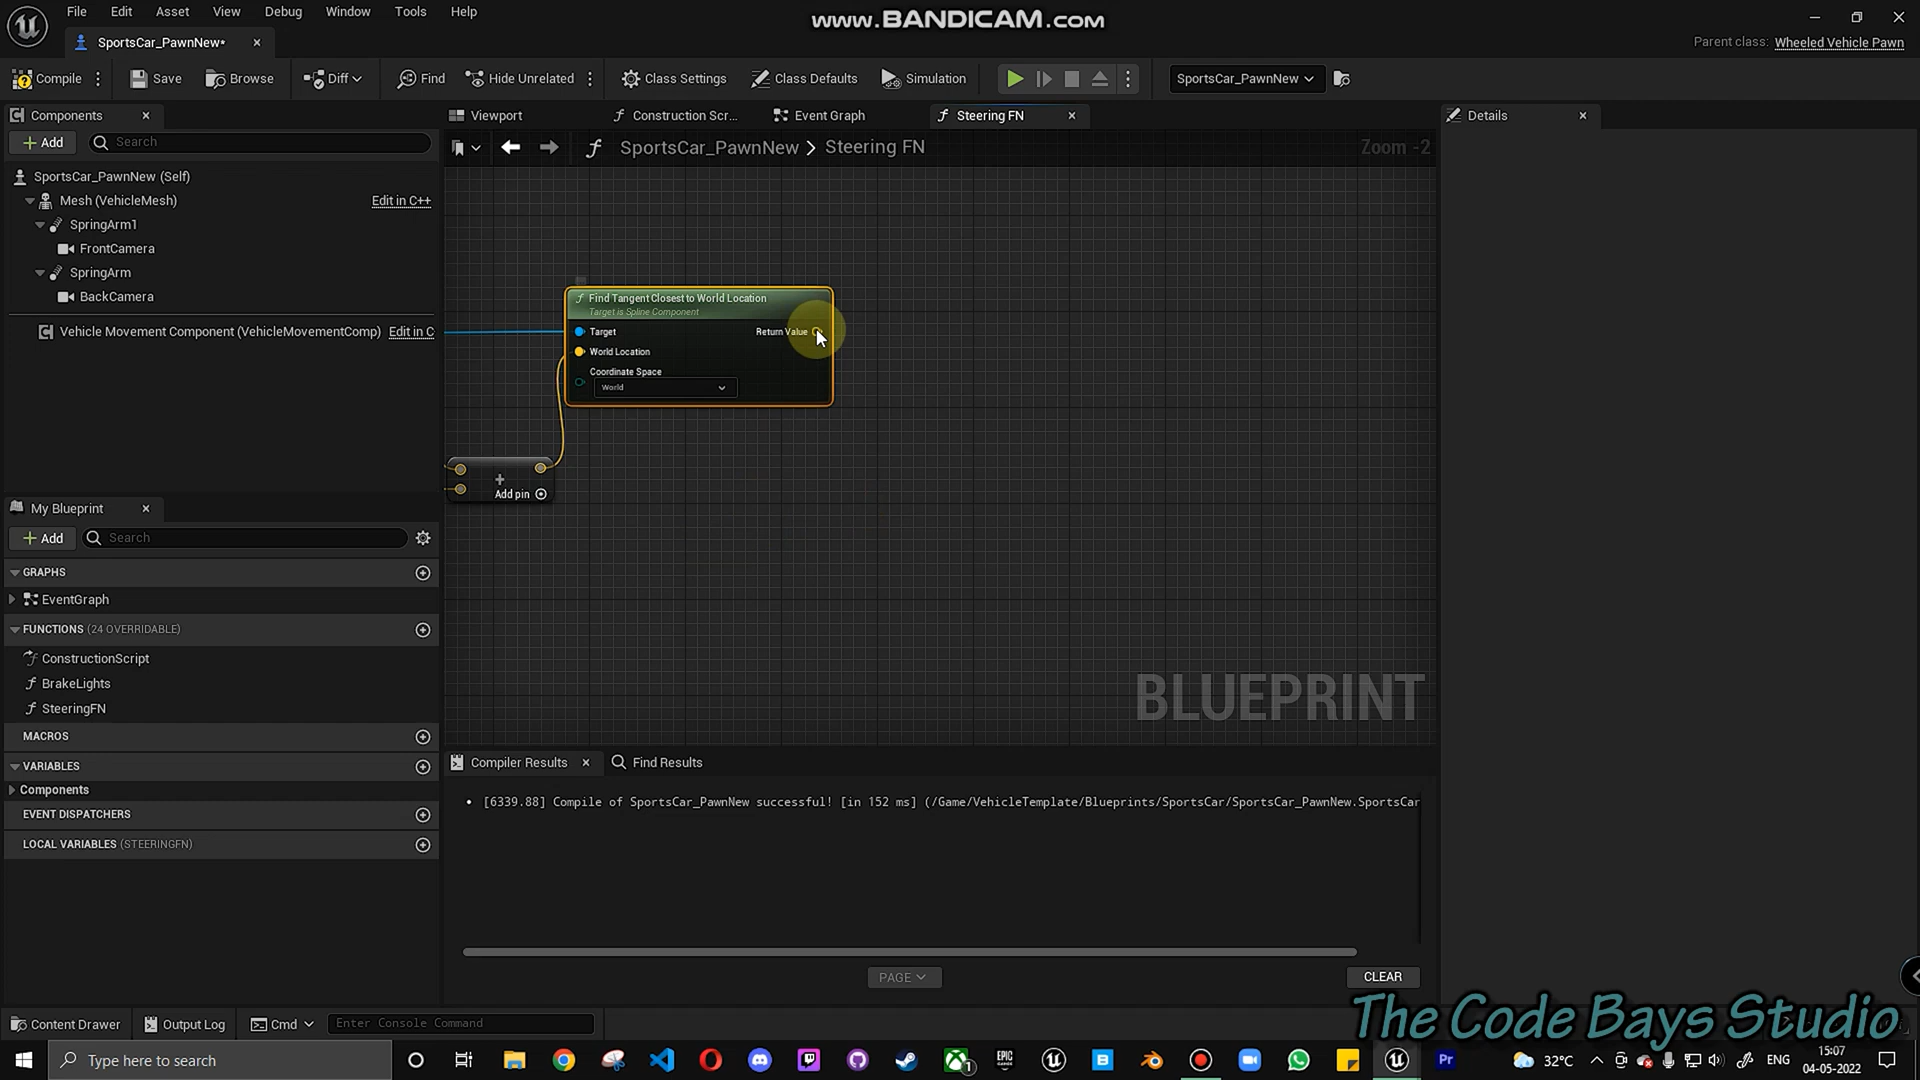 www.BANDICAM.com
File Edit Asset View Debug Window Tools Help
SportsCar_PawnNew*
Parent class: Wheeled Vehicle Pawn
Compile Save Browse Diff Find Hide Unrelated Class Settings Class Defaults Simulation SportsCar_PawnNew
Components
Viewport Construction Scr... Event Graph Steering FN
Details
Add Search
SportsCar_PawnNew > Steering FN
Zoom -2
SportsCar_PawnNew (Self)
Mesh (VehicleMesh) Edit in C++
SpringArm1
FrontCamera
SpringArm
BackCamera
Vehicle Movement Component (VehicleMovementComp) Edit in C
Find Tangent Closest to World Location
Target is Spline Component
Target Return Value
World Location
Coordinate Space
World
Add pin
My Blueprint
Add Search
GRAPHS
EventGraph
FUNCTIONS (24 OVERRIDABLE)
ConstructionScript
BrakeLights
SteeringFN
MACROS
VARIABLES
Components
EVENT DISPATCHERS
LOCAL VARIABLES (STEERINGFN)
BLUEPRINT
Compiler Results Find Results
[6339.88] Compile of SportsCar_PawnNew successful! [in 152 ms] (/Game/VehicleTemplate/Blueprints/SportsCar/SportsCar_PawnNew.SportsCar
PAGE CLEAR
Content Drawer Output Log Cmd Enter Console Command
The Code Bays Studio
Type here to search
32°C ENG 15:07
04-05-2022